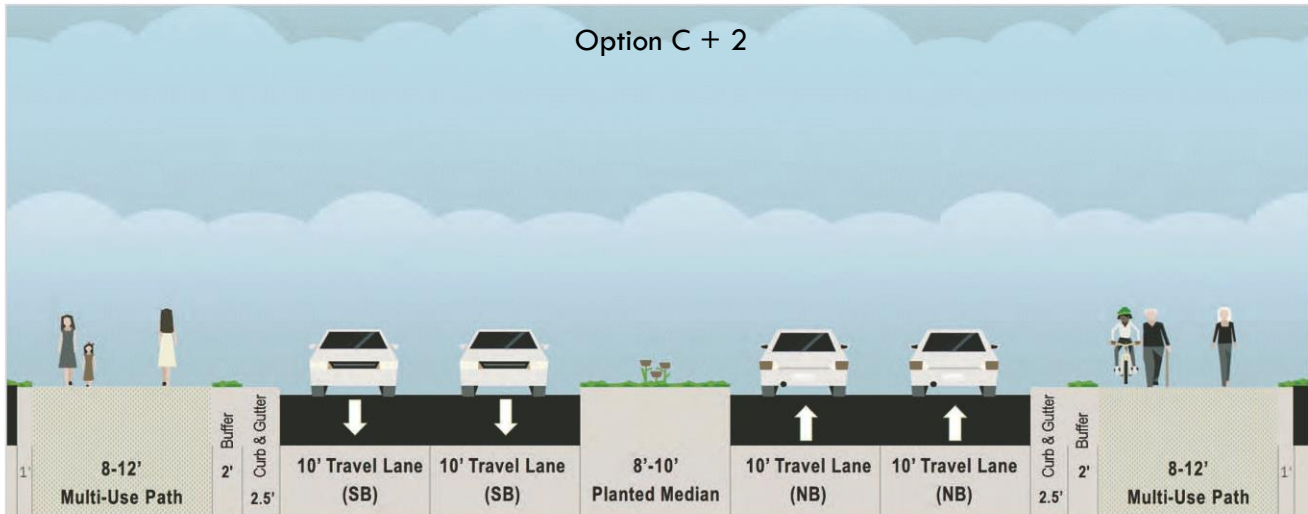 Option C + 2
1'
8-12'
Multi-Use Path
Buffer
2'
Curb & Gutter
2.5'
10' Travel Lane
(SB)
10' Travel Lane
(SB)
8'-10'
Planted Median
10' Travel Lane
(NB)
10' Travel Lane
(NB)
Curb & Gutter
2.5'
Buffer
2'
8-12'
Multi-Use Path
1'